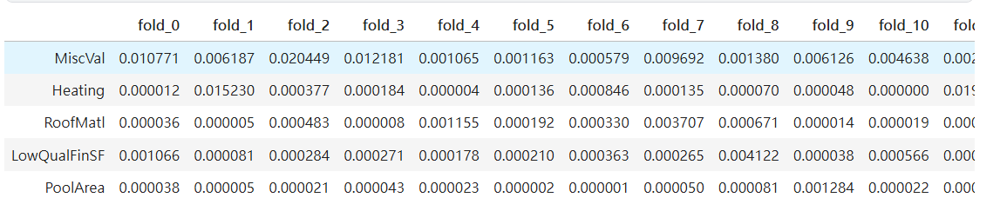 fold_0 fold_1 fold_2 fold_3 fold_4 fold_5 fold_6 fold_7 fold_8 fold_9 fold_10
MiscVal 0.010771 0.006187 0.020449 0.012181 0.001065 0.001163 0.000579 0.009692 0.001380 0.006126 0.004638
Heating 0.000012 0.015230 0.000377 0.000184 0.000004 0.000136 0.000846 0.000135 0.000070 0.000048 0.000000
RoofMatl 0.000036 0.000005 0.000483 0.000008 0.001155 0.000192 0.000330 0.003707 0.000671 0.000014 0.000019
LowQualFinSF 0.001066 0.000081 0.000284 0.000271 0.000178 0.000210 0.000363 0.000265 0.004122 0.000038 0.000566
PoolArea 0.000038 0.000005 0.000021 0.000043 0.000023 0.000002 0.000001 0.000050 0.000081 0.001284 0.000022